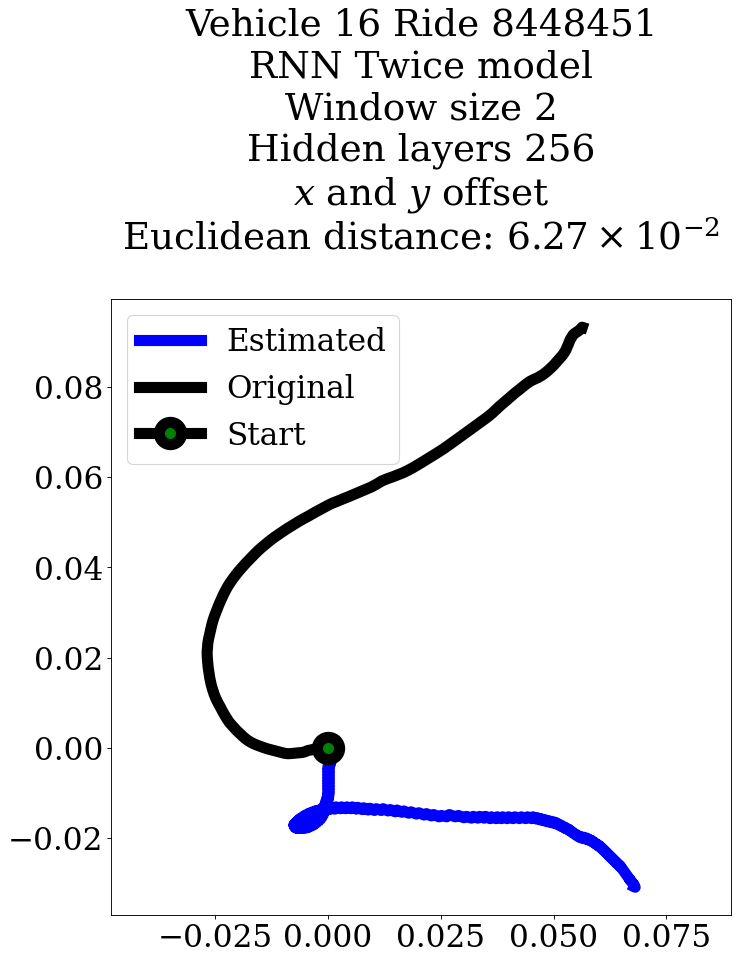 Vehicle 16 Ride 8448451
RNN Twice model
Window size 2
Hidden layers 256
x and y offset
Euclidean distance: 6.27 × 10⁻²
Estimated
Original
Start
0.08
0.06
0.04
0.02
0.00
−0.02
−0.025 0.000 0.025 0.050 0.075